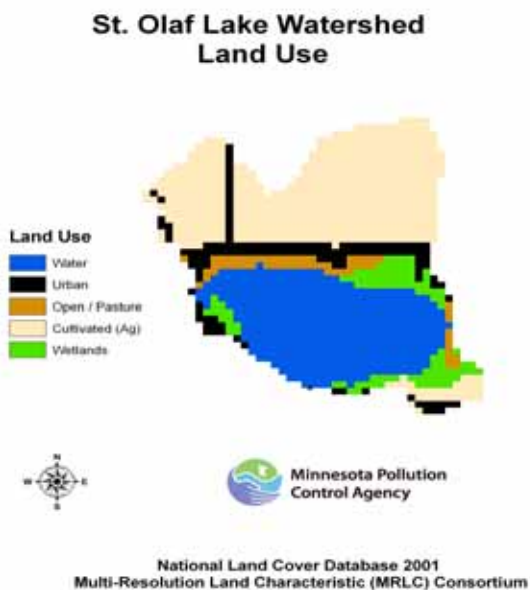 St. Olaf Lake Watershed
Land Use
Land Use
Water
Urban
Open / Pasture
Cultivated (Ag)
Wetlands
N
W
E
S
Minnesota Pollution
Control Agency
National Land Cover Database 2001
Multi-Resolution Land Characteristic (MRLC) Consortium